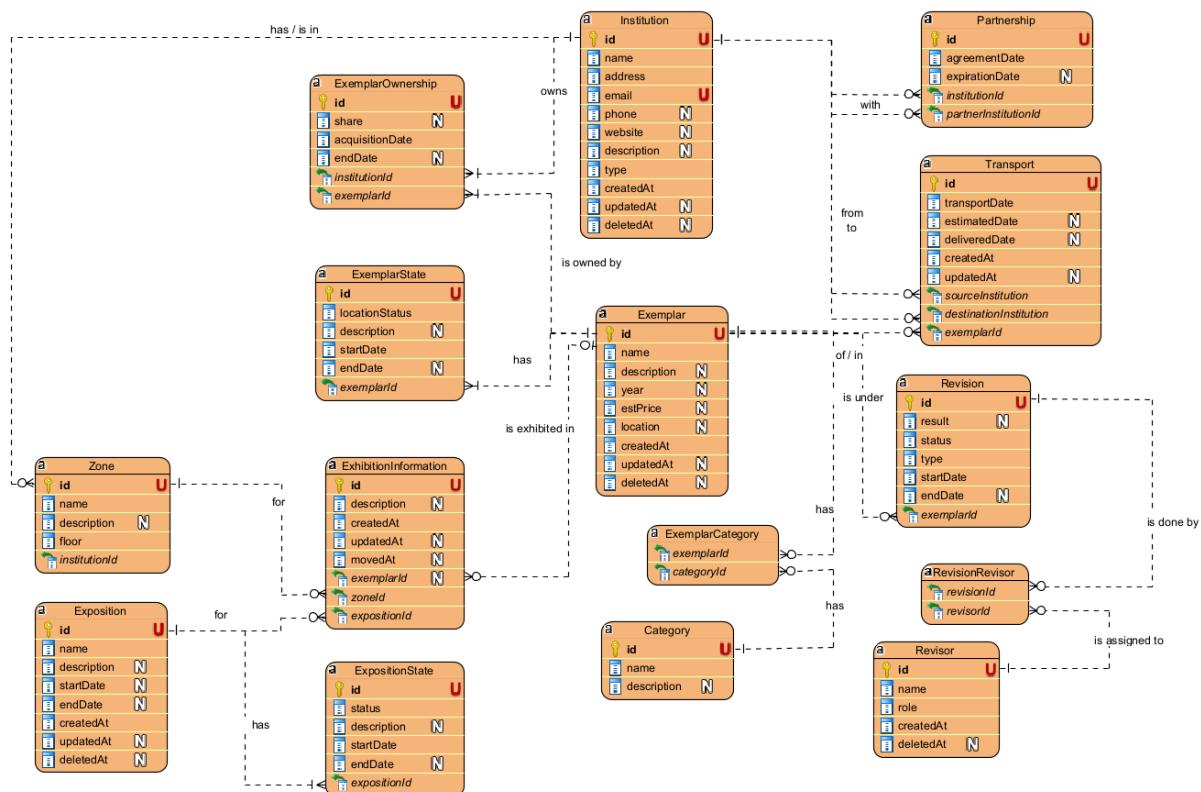 Institution
id U
name
address
email U
phone N
website N
description N
type
createdAt
updatedAt N
deletedAt N
Partnership
id U
agreementDate
expirationDate N
institutionId
partnerInstitutionId
has / is in
owns
with
ExemplarOwnership
id U
share N
acquisitionDate
endDate N
institutionId
exemplarId
Transport
id U
transportDate
estimatedDate N
deliveredDate N
createdAt
updatedAt N
sourceInstitution
destinationInstitution
exemplarId
from
to
is owned by
ExemplarState
id U
locationStatus
description N
startDate
endDate N
exemplarId
has
Exemplar
id U
name
description N
year N
estPrice N
location N
createdAt
updatedAt N
deletedAt N
of / in
is under
is exhibited in
Revision
id U
result N
status
type
startDate
endDate N
exemplarId
Zone
id U
name
description N
floor
institutionId
for
ExhibitionInformation
id U
description N
createdAt
updatedAt N
movedAt N
exemplarId N
zoneId
expositionId
has
is done by
ExemplarCategory
exemplarId
categoryId
RevisionRevisor
revisionId
revisorId
has
is assigned to
Exposition
id U
name
description N
startDate N
endDate N
createdAt
updatedAt N
deletedAt N
for
has
ExpositionState
id U
status
description N
startDate
endDate N
expositionId
Category
id U
name
description N
Revisor
id U
name
role
createdAt
deletedAt N